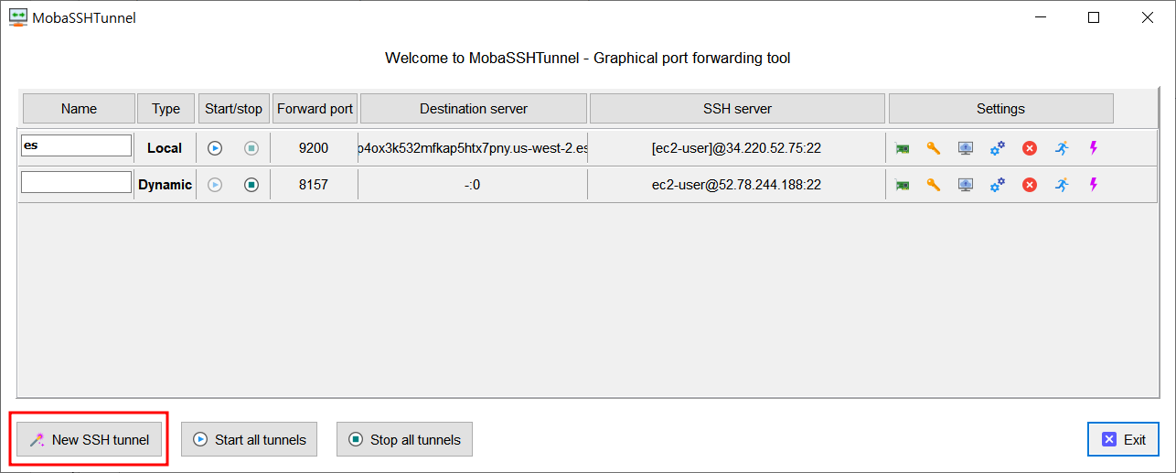 MobaSSHTunnel
Welcome to MobaSSHTunnel - Graphical port forwarding tool
Name Type Start/stop Forward port Destination server SSH server Settings
es Local 9200 p4ox3k532mfkap5htx7pny.us-west-2.es [ec2-user]@34.220.52.75:22
Dynamic 8157 -:0 ec2-user@52.78.244.188:22
New SSH tunnel Start all tunnels Stop all tunnels Exit